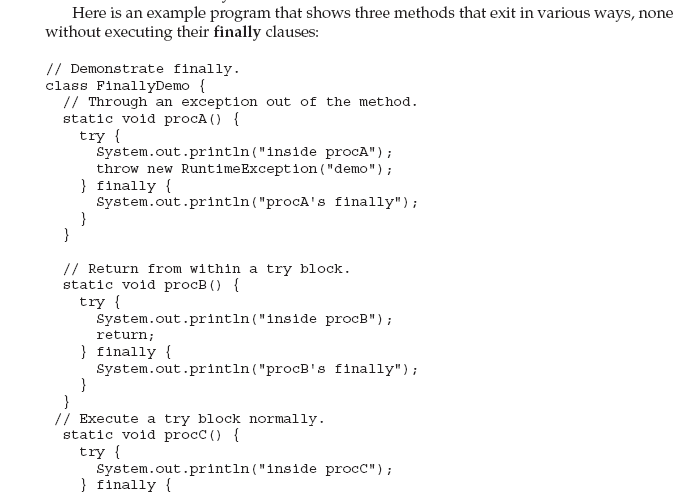 Here is an example program that shows three methods that exit in various ways, none
without executing their finally clauses:
// Demonstrate finally.
class FinallyDemo {
// Through an exception out of the method.
static void procA() {
try {
System.out.println("inside procA");
throw new RuntimeException("demo");
} finally {
System.out.println("procA's finally");
}
}
// Return from within a try block.
static void procB() {
try {
System.out.println("inside procB");
return;
} finally {
System.out.println("procB's finally");
}
}
// Execute a try block normally.
static void procC() {
try {
System.out.println("inside procC");
} finally {